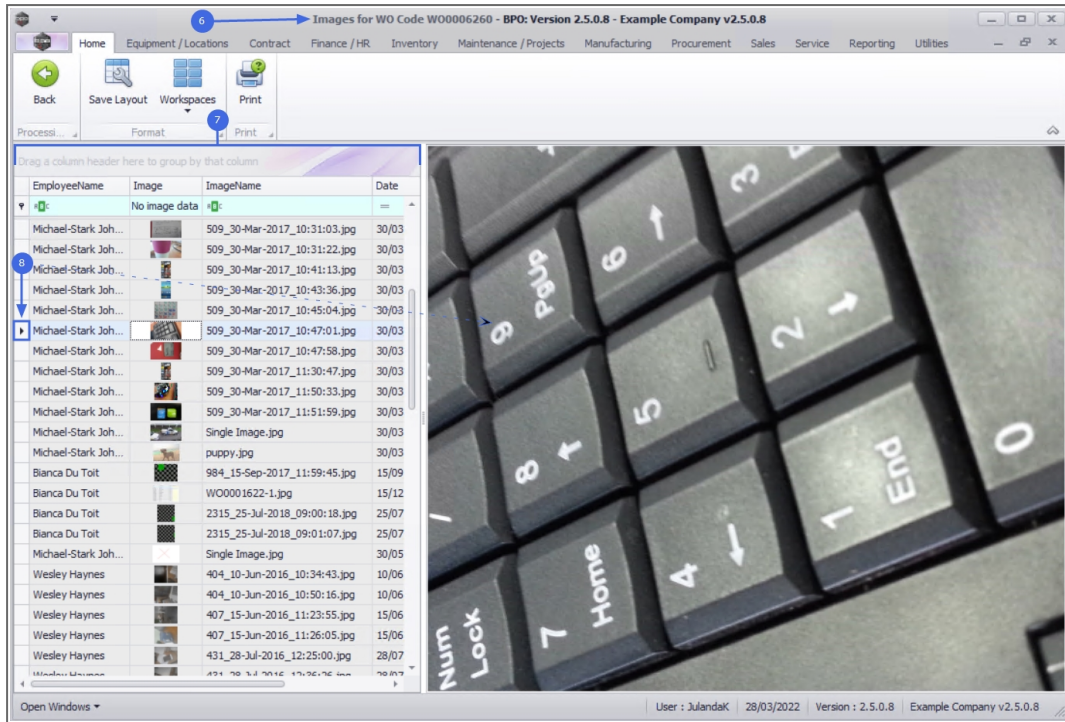 6
Images for WO Code WO0006260 - BPO: Version 2.5.0.8 - Example Company v2.5.0.8
Home Equipment / Locations Contract Finance / HR Inventory Maintenance / Projects Manufacturing Procurement Sales Service Reporting Utilities
Back Save Layout Workspaces Print
7
Processi... Format Print
Drag a column header here to group by that column
EmployeeName Image ImageName Date
No image data =
Michael-Stark Joh... 509_30-Mar-2017_10:31:03.jpg 30/03
Michael-Stark Joh... 509_30-Mar-2017_10:31:22.jpg 30/03
8
Michael-Stark Joh... 509_30-Mar-2017_10:41:13.jpg 30/03
Michael-Stark Joh... 509_30-Mar-2017_10:43:36.jpg 30/03
Michael-Stark Joh... 509_30-Mar-2017_10:45:04.jpg 30/03
Michael-Stark Joh... 509_30-Mar-2017_10:47:01.jpg 30/03
Michael-Stark Joh... 509_30-Mar-2017_10:47:58.jpg 30/03
Michael-Stark Joh... 509_30-Mar-2017_11:30:47.jpg 30/03
Michael-Stark Joh... 509_30-Mar-2017_11:50:33.jpg 30/03
Michael-Stark Joh... 509_30-Mar-2017_11:51:59.jpg 30/03
Michael-Stark Joh... Single Image.jpg 30/03
Michael-Stark Joh... puppy.jpg 30/03
Bianca Du Toit 984_15-Sep-2017_11:59:45.jpg 15/09
Bianca Du Toit WO0001622-1.jpg 15/12
Bianca Du Toit 2315_25-Jul-2018_09:00:18.jpg 25/07
Bianca Du Toit 2315_25-Jul-2018_09:01:07.jpg 25/07
Michael-Stark Joh... Single Image.jpg 30/05
Wesley Haynes 404_10-Jun-2016_10:34:43.jpg 10/06
Wesley Haynes 404_10-Jun-2016_10:50:16.jpg 10/06
Wesley Haynes 407_15-Jun-2016_11:23:55.jpg 15/06
Wesley Haynes 407_15-Jun-2016_11:26:05.jpg 15/06
Wesley Haynes 431_28-Jul-2016_12:25:00.jpg 28/07
Wesley Haynes 431_28-Jul-2016_12:26:26.jpg 28/07
3
6 →
9 PgUp
2 ↓
5
8 ↑
0
1 End
4 ←
7 Home
/
Num Lock
Open Windows User : JulandaK 28/03/2022 Version : 2.5.0.8 Example Company v2.5.0.8